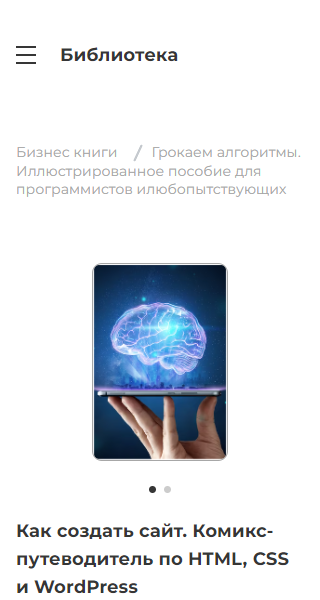 Библиотека
Бизнес книги / Грокаем алгоритмы.
Иллюстрированное пособие для
программистов илюбопытствующих
Как создать сайт. Комикс-
путеводитель по HTML, CSS
и WordPress